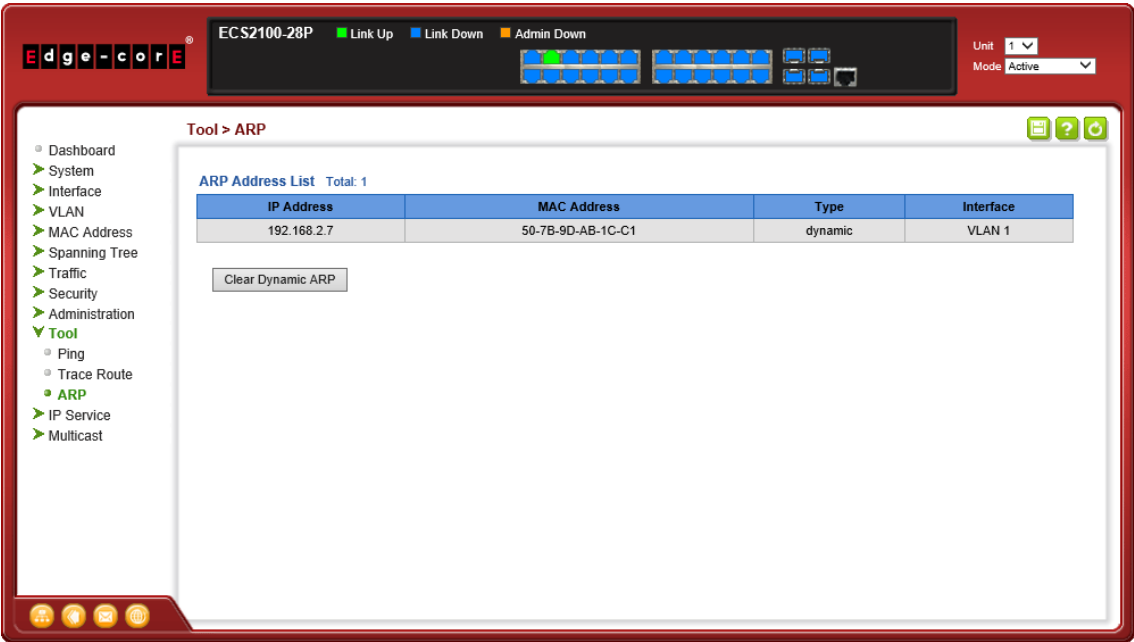 ECS2100-28P Link Up Link Down Admin Down
Edge-corE®
Unit 1
Mode Active
Tool > ARP
Dashboard
System
Interface
VLAN
MAC Address
Spanning Tree
Traffic
Security
Administration
Tool
Ping
Trace Route
ARP
IP Service
Multicast
ARP Address List Total: 1
IP Address MAC Address Type Interface
192.168.2.7 50-7B-9D-AB-1C-C1 dynamic VLAN 1
Clear Dynamic ARP